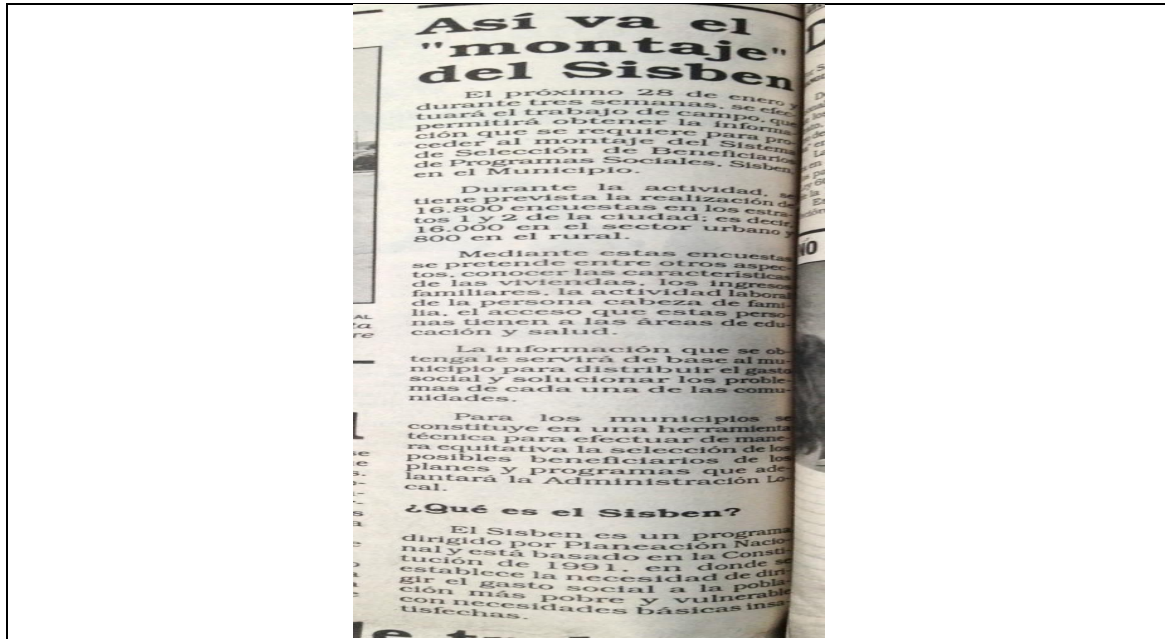 Así va el
"montaje"
del Sisben
El próximo 28 de enero y
durante tres semanas, se efec-
tuará el trabajo de campo, que
permitirá obtener la informa-
ción que se requiere para pro-
ceder al montaje del Sistema
de Selección de Beneficiarios
de Programas Sociales, Sisben,
en el Municipio.
Durante la actividad, se
tiene prevista la realización de
16.800 encuestas en los estra-
tos 1 y 2 de la ciudad; es decir,
16.000 en el sector urbano y
800 en el rural.
Mediante estas encuestas
se pretende entre otros aspec-
tos, conocer las características
de las viviendas, los ingresos
familiares, la actividad laboral
de la persona cabeza de fami-
lia, el acceso que estas perso-
nas tienen a las áreas de edu-
cación y salud.
La información que se ob-
tenga le servirá de base al mu-
nicipio para distribuir el gasto
social y solucionar los proble-
mas de cada una de las comu-
nidades.
Para los municipios se
constituye en una herramienta
técnica para efectuar de mane-
ra equitativa la selección de los
posibles beneficiarios de los
planes y programas que ade-
lantará la Administración Lo-
cal.
¿Qué es el Sisben?
El Sisben es un programa
dirigido por Planeación Nacio-
nal y está basado en la Consti-
tución de 1991, en donde se
establece la necesidad de diri-
gir el gasto social a la pobla-
ción más pobre y vulnerable
con necesidades básicas insa-
tisfechas.